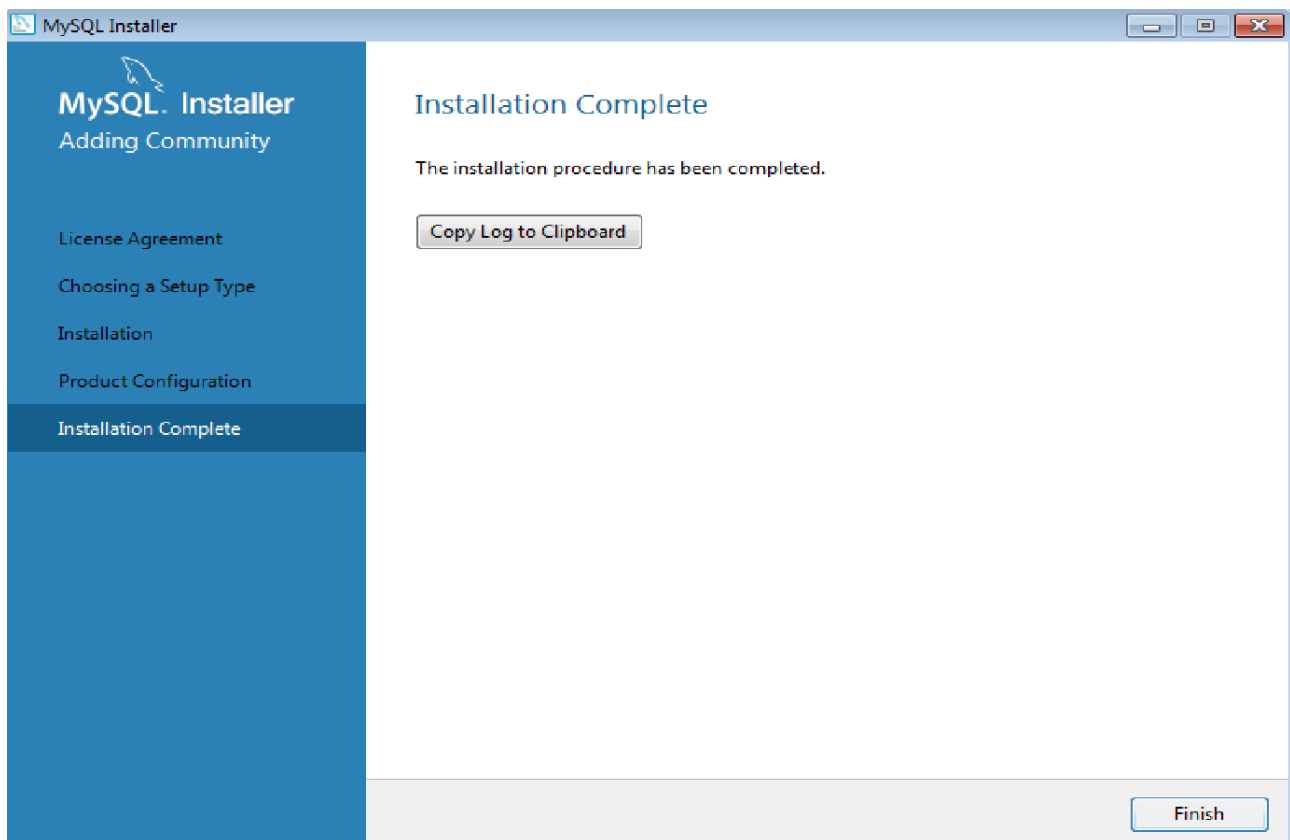 MySQL Installer
MySQL. Installer
Adding Community
License Agreement
Choosing a Setup Type
Installation
Product Configuration
Installation Complete
Installation Complete
The installation procedure has been completed.
Copy Log to Clipboard
Finish